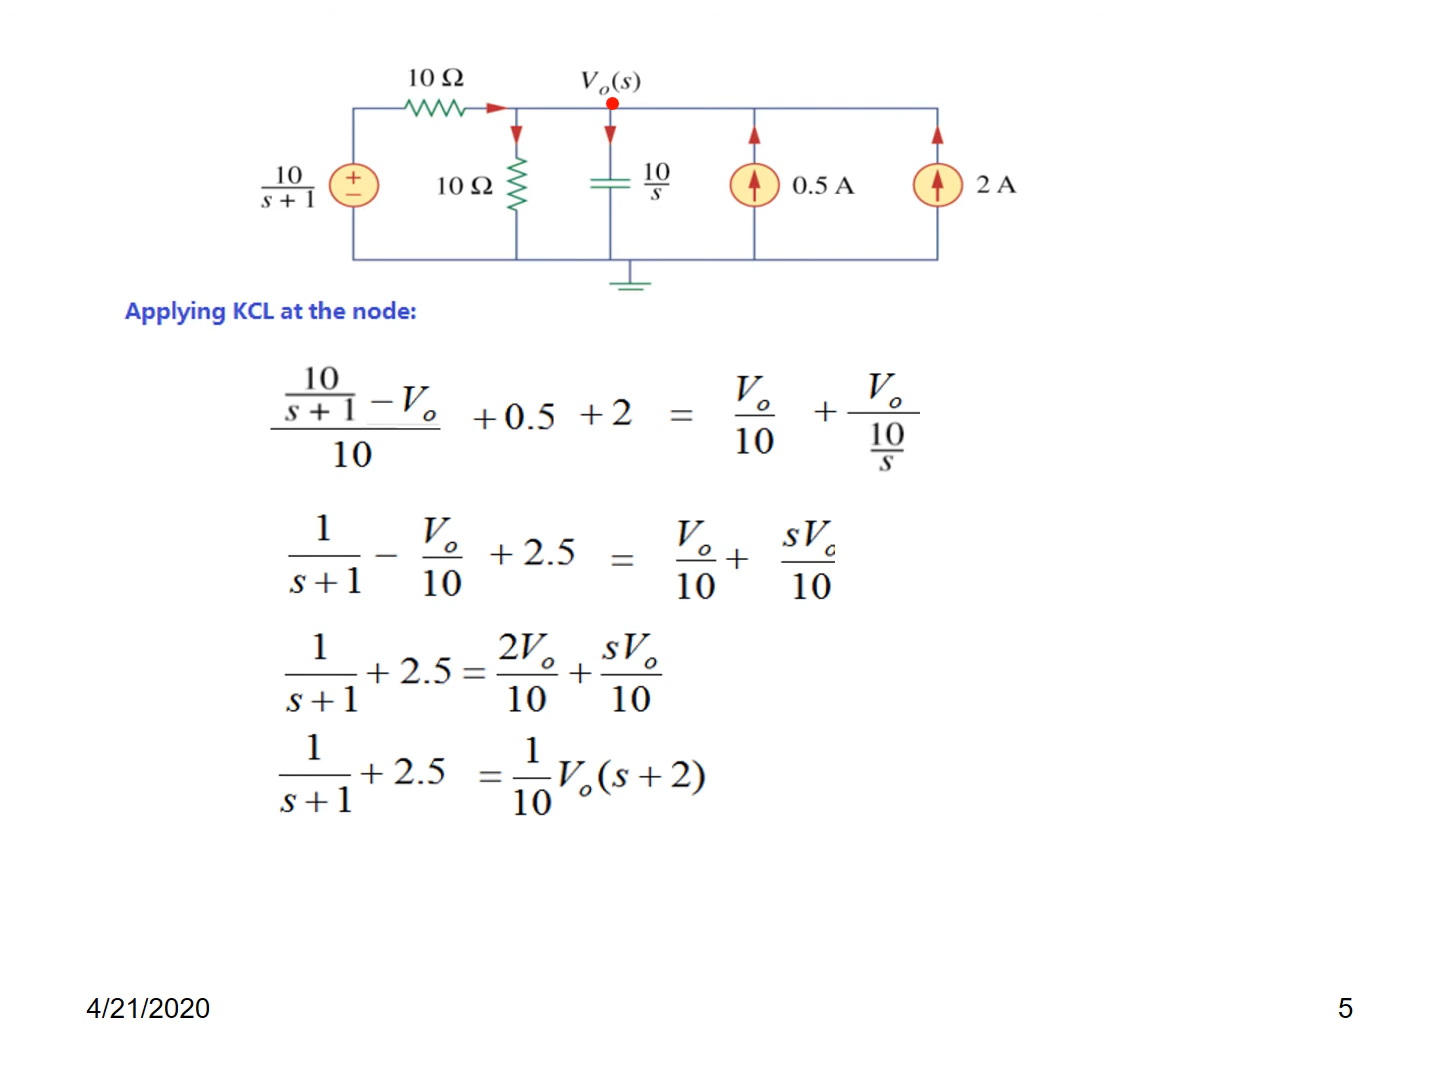 10 Ω
V_o(s)
10/(s + 1)
+
−
10 Ω
10/s
0.5 A
2 A
Applying KCL at the node:
(10/(s + 1) − V_o)/10 + 0.5 + 2 = V_o/10 + V_o/(10/s)
1/(s + 1) − V_o/10 + 2.5 = V_o/10 + sV_o/10
1/(s + 1) + 2.5 = 2V_o/10 + sV_o/10
1/(s + 1) + 2.5 = 1/10 V_o(s + 2)
4/21/2020
5